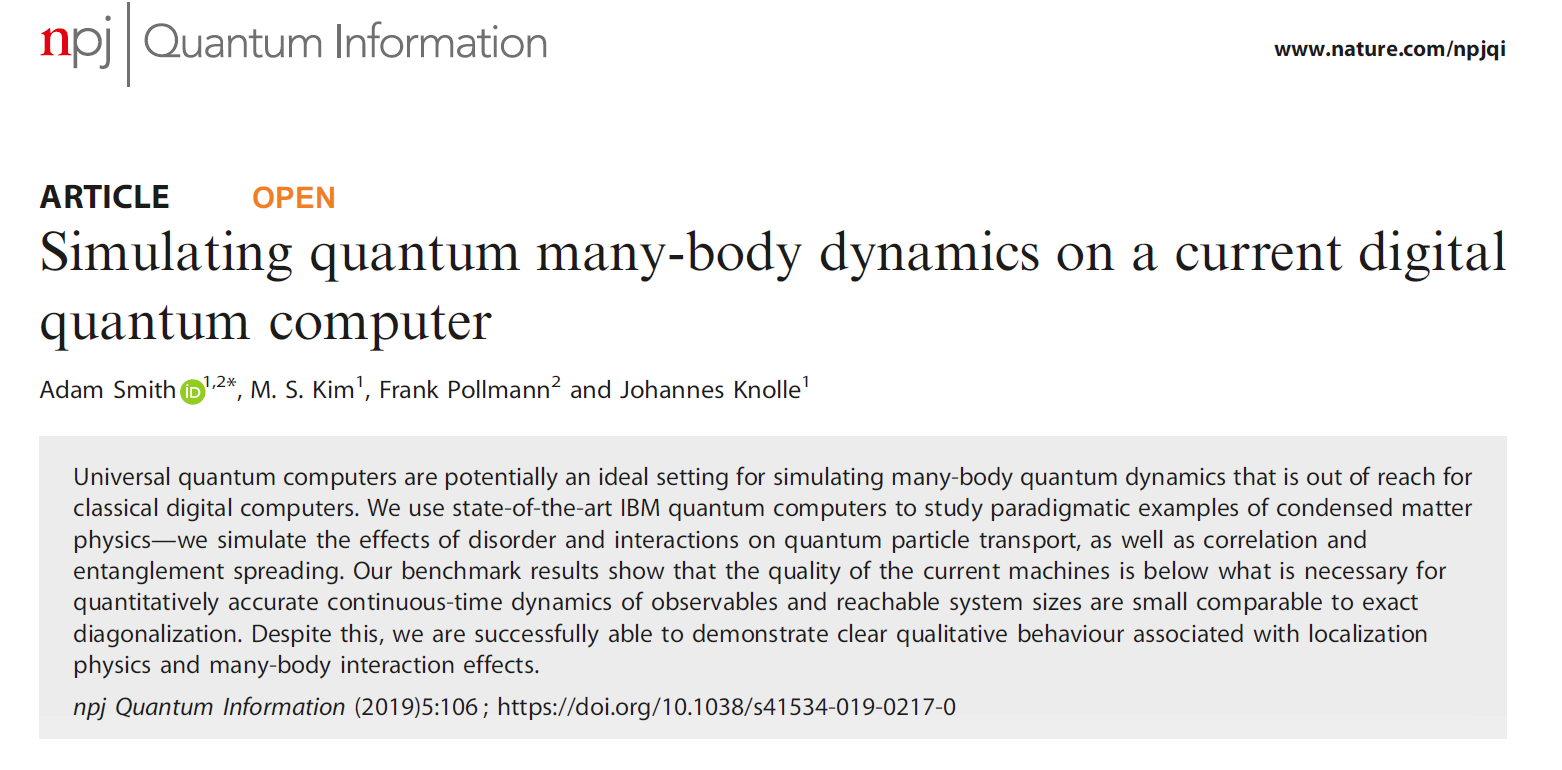 npj | Quantum Information
www.nature.com/npjqi
ARTICLE OPEN
Simulating quantum many-body dynamics on a current digital
quantum computer
Adam Smith iD 1,2*, M. S. Kim1, Frank Pollmann2 and Johannes Knolle1
Universal quantum computers are potentially an ideal setting for simulating many-body quantum dynamics that is out of reach for
classical digital computers. We use state-of-the-art IBM quantum computers to study paradigmatic examples of condensed matter
physics—we simulate the effects of disorder and interactions on quantum particle transport, as well as correlation and
entanglement spreading. Our benchmark results show that the quality of the current machines is below what is necessary for
quantitatively accurate continuous-time dynamics of observables and reachable system sizes are small comparable to exact
diagonalization. Despite this, we are successfully able to demonstrate clear qualitative behaviour associated with localization
physics and many-body interaction effects.
npj Quantum Information (2019)5:106 ; https://doi.org/10.1038/s41534-019-0217-0